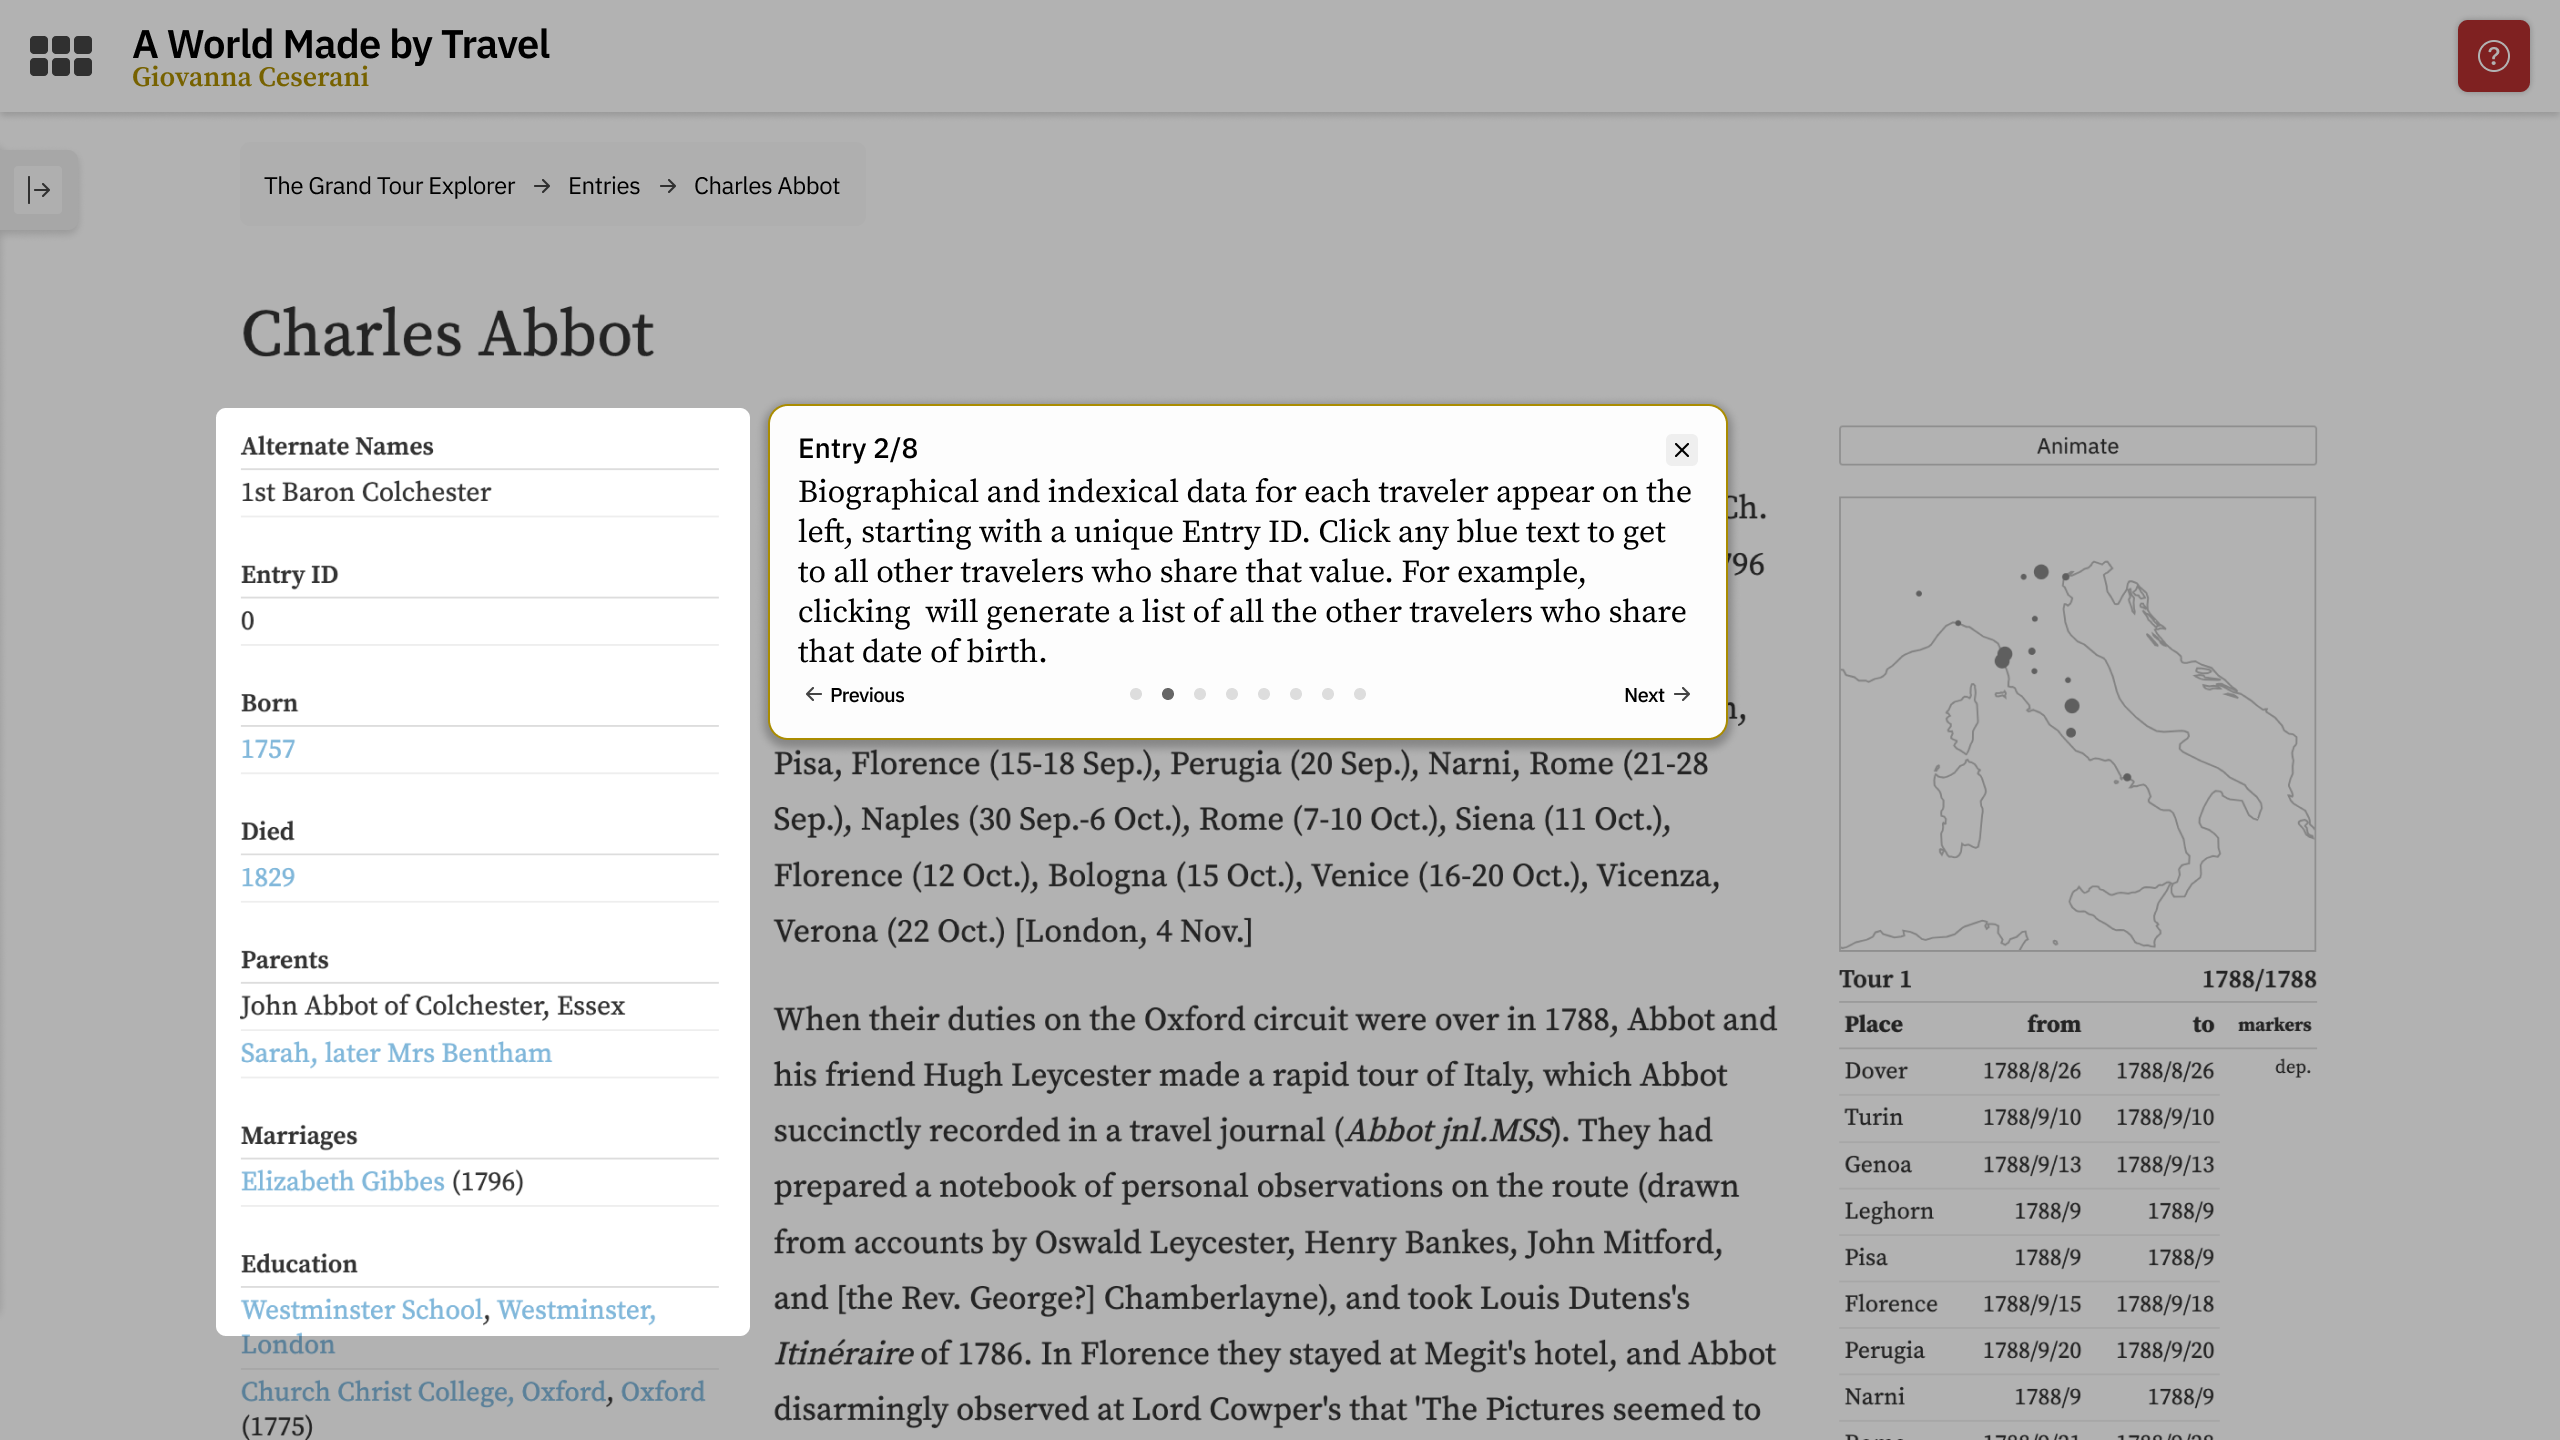 A World Made by Travel
Giovanna Ceserani
The Grand Tour Explorer → Entries → Charles Abbot
Charles Abbot
Alternate Names
1st Baron Colchester
Entry ID
0
Born
1757
Died
1829
Parents
John Abbot of Colchester, Essex
Sarah, later Mrs Bentham
Marriages
Elizabeth Gibbes (1796)
Education
Westminster School, Westminster,
London
Church Christ College, Oxford, Oxford
(1775)
Entry 2/8
Biographical and indexical data for each traveler appear on the
left, starting with a unique Entry ID. Click any blue text to get
to all other travelers who share that value. For example,
clicking  will generate a list of all the other travelers who share
that date of birth.
← Previous
Next →
Ch.
Pisa, Florence (15-18 Sep.), Perugia (20 Sep.), Narni, Rome (21-28
Sep.), Naples (30 Sep.-6 Oct.), Rome (7-10 Oct.), Siena (11 Oct.),
Florence (12 Oct.), Bologna (15 Oct.), Venice (16-20 Oct.), Vicenza,
Verona (22 Oct.) [London, 4 Nov.]
When their duties on the Oxford circuit were over in 1788, Abbot and
his friend Hugh Leycester made a rapid tour of Italy, which Abbot
succinctly recorded in a travel journal (Abbot jnl.MSS). They had
prepared a notebook of personal observations on the route (drawn
from accounts by Oswald Leycester, Henry Bankes, John Mitford,
and [the Rev. George?] Chamberlayne), and took Louis Dutens's
Itinéraire of 1786. In Florence they stayed at Megit's hotel, and Abbot
disarmingly observed at Lord Cowper's that 'The Pictures seemed to
Animate
Tour 1 1788/1788
Place from to markers
Dover 1788/8/26 1788/8/26 dep.
Turin 1788/9/10 1788/9/10
Genoa 1788/9/13 1788/9/13
Leghorn 1788/9 1788/9
Pisa 1788/9 1788/9
Florence 1788/9/15 1788/9/18
Perugia 1788/9/20 1788/9/20
Narni 1788/9 1788/9